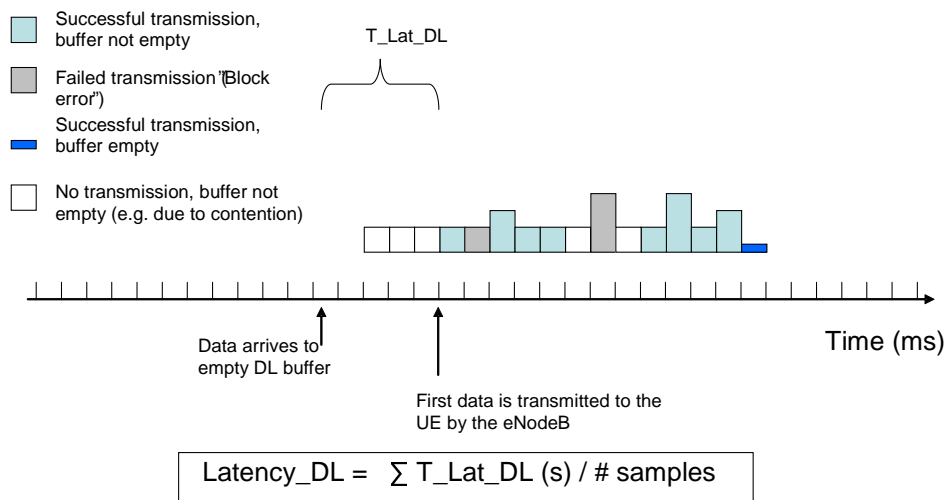 Successful transmission,
buffer not empty
T_Lat_DL
Failed transmission ”(Block
error”)
Successful transmission,
buffer empty
No transmission, buffer not
empty (e.g. due to contention)
Time (ms)
Data arrives to
empty DL buffer
First data is transmitted to the
UE by the eNodeB
Latency_DL = ∑ T_Lat_DL (s) / # samples